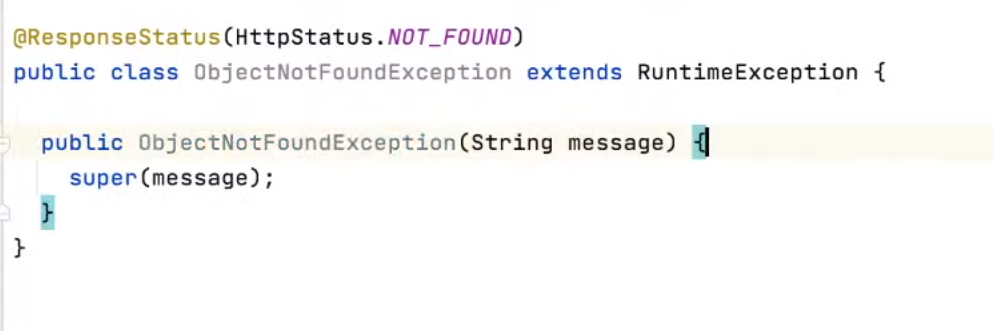 @ResponseStatus(HttpStatus.NOT_FOUND)
public class ObjectNotFoundException extends RuntimeException {
public ObjectNotFoundException(String message) {
super(message);
}
}